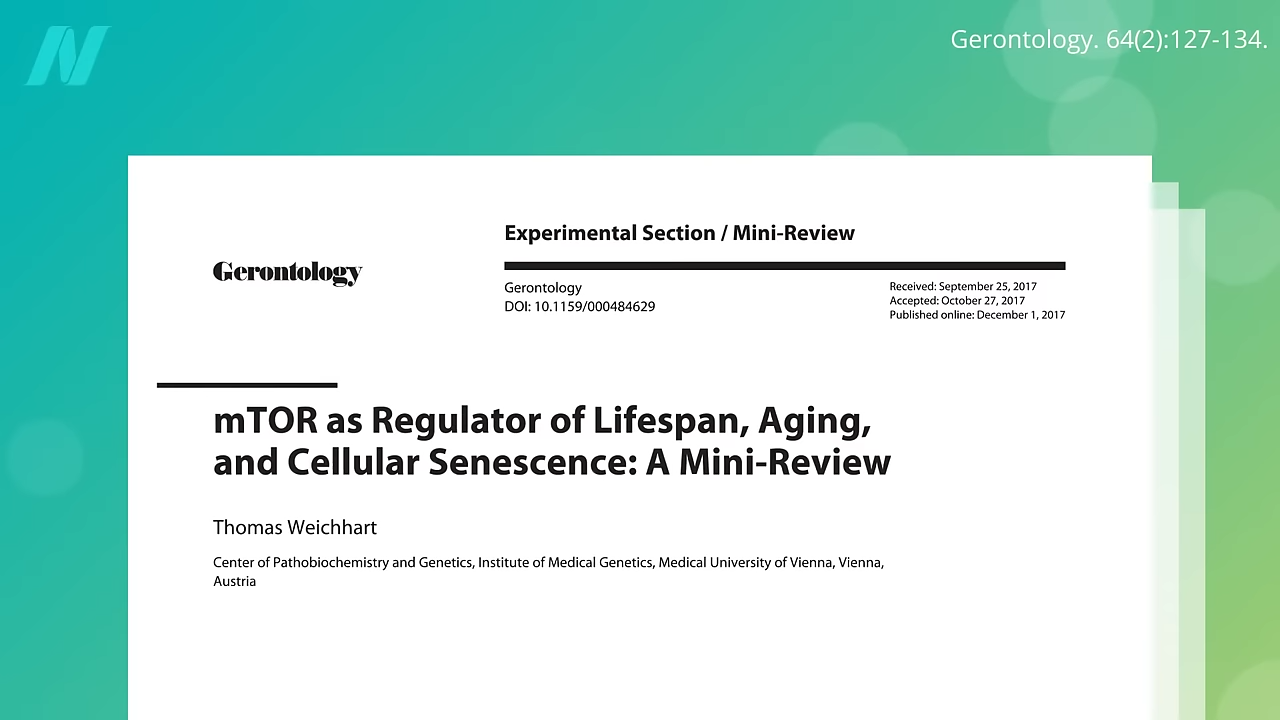 Gerontology. 64(2):127-134.
Experimental Section / Mini-Review
Gerontology
Gerontology
DOI: 10.1159/000484629
Received: September 25, 2017
Accepted: October 27, 2017
Published online: December 1, 2017
mTOR as Regulator of Lifespan, Aging,
and Cellular Senescence: A Mini-Review
Thomas Weichhart
Center of Pathobiochemistry and Genetics, Institute of Medical Genetics, Medical University of Vienna, Vienna,
Austria